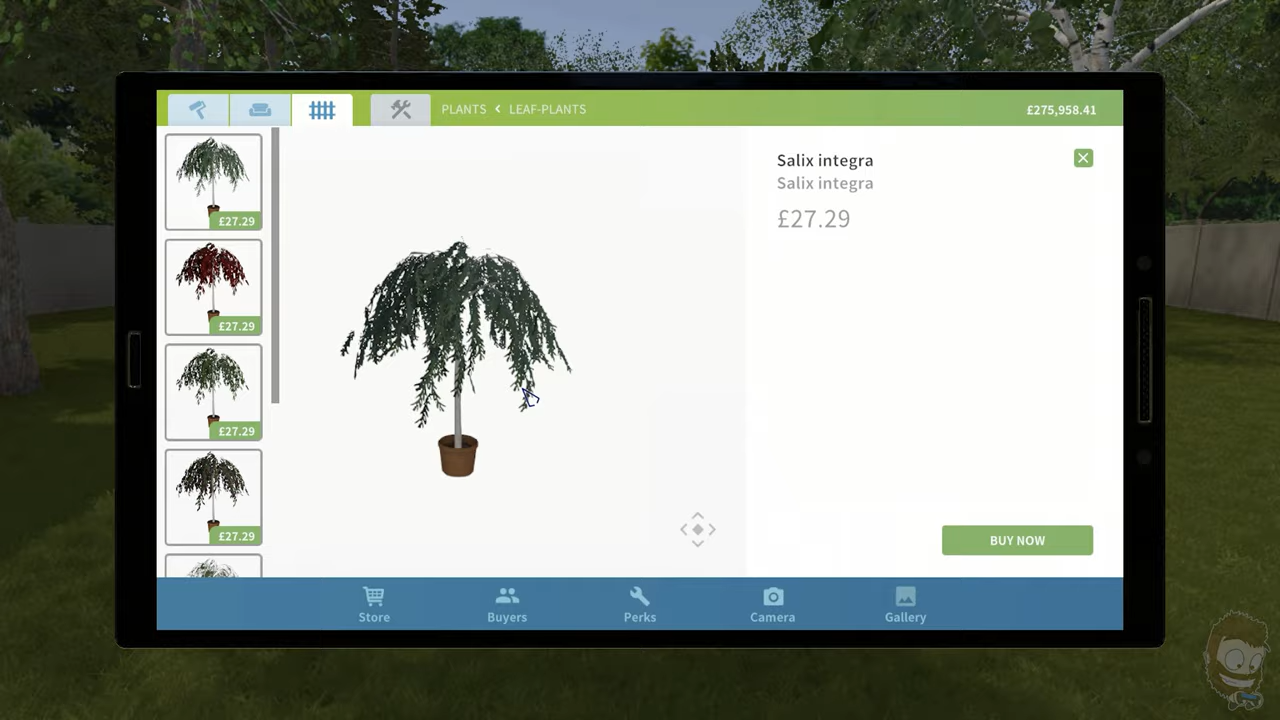 PLANTS < LEAF-PLANTS
£275,958.41
£27.29
£27.29
£27.29
£27.29
Salix integra
Salix integra
£27.29
BUY NOW
Store
Buyers
Perks
Camera
Gallery